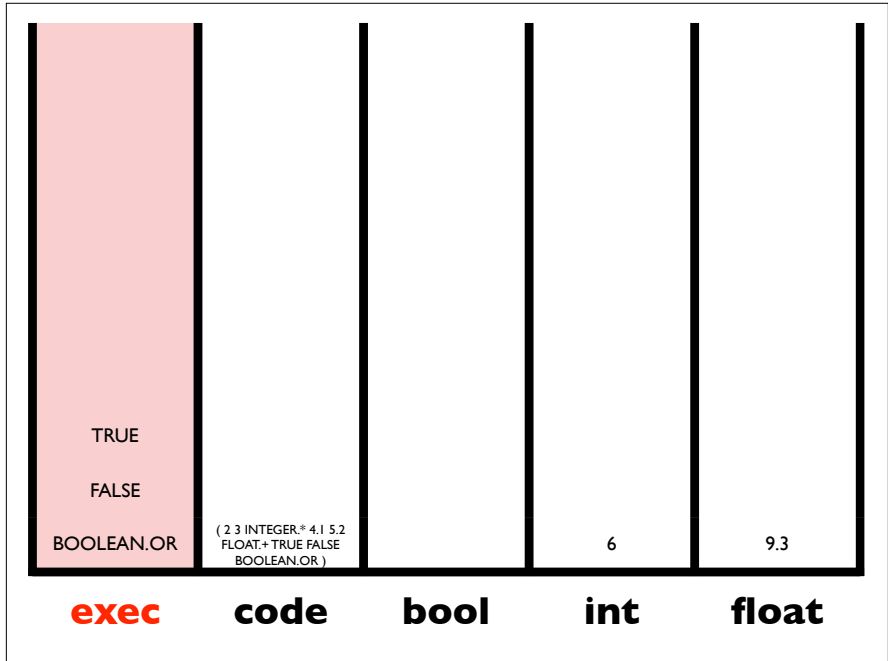 TRUE
FALSE
BOOLEAN.OR
( 2 3 INTEGER.* 4.1 5.2
FLOAT.+ TRUE FALSE
BOOLEAN.OR )
6
9.3
exec
code
bool
int
float